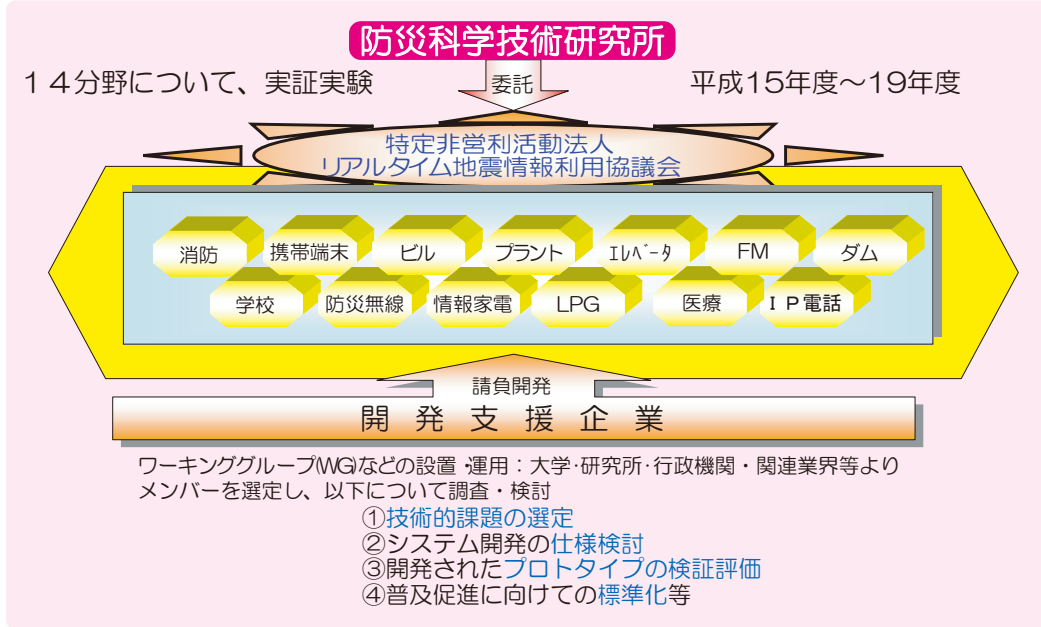 防災科学技術研究所
14分野について、実証実験
委託
平成15年度～19年度
特定非営利活動法人
リアルタイム地震情報利用協議会
消防 携帯端末 ビル プラント ｴﾚﾍﾞｰﾀ FM ダム
学校 防災無線 情報家電 LPG 医療 ＩＰ電話
請負開発
開発支援企業
ワーキンググループ(WG)などの設置・運用：大学・研究所・行政機関・関連業界等より
メンバーを選定し、以下について調査・検討
①技術的課題の選定
②システム開発の仕様検討
③開発されたプロトタイプの検証評価
④普及促進に向けての標準化等